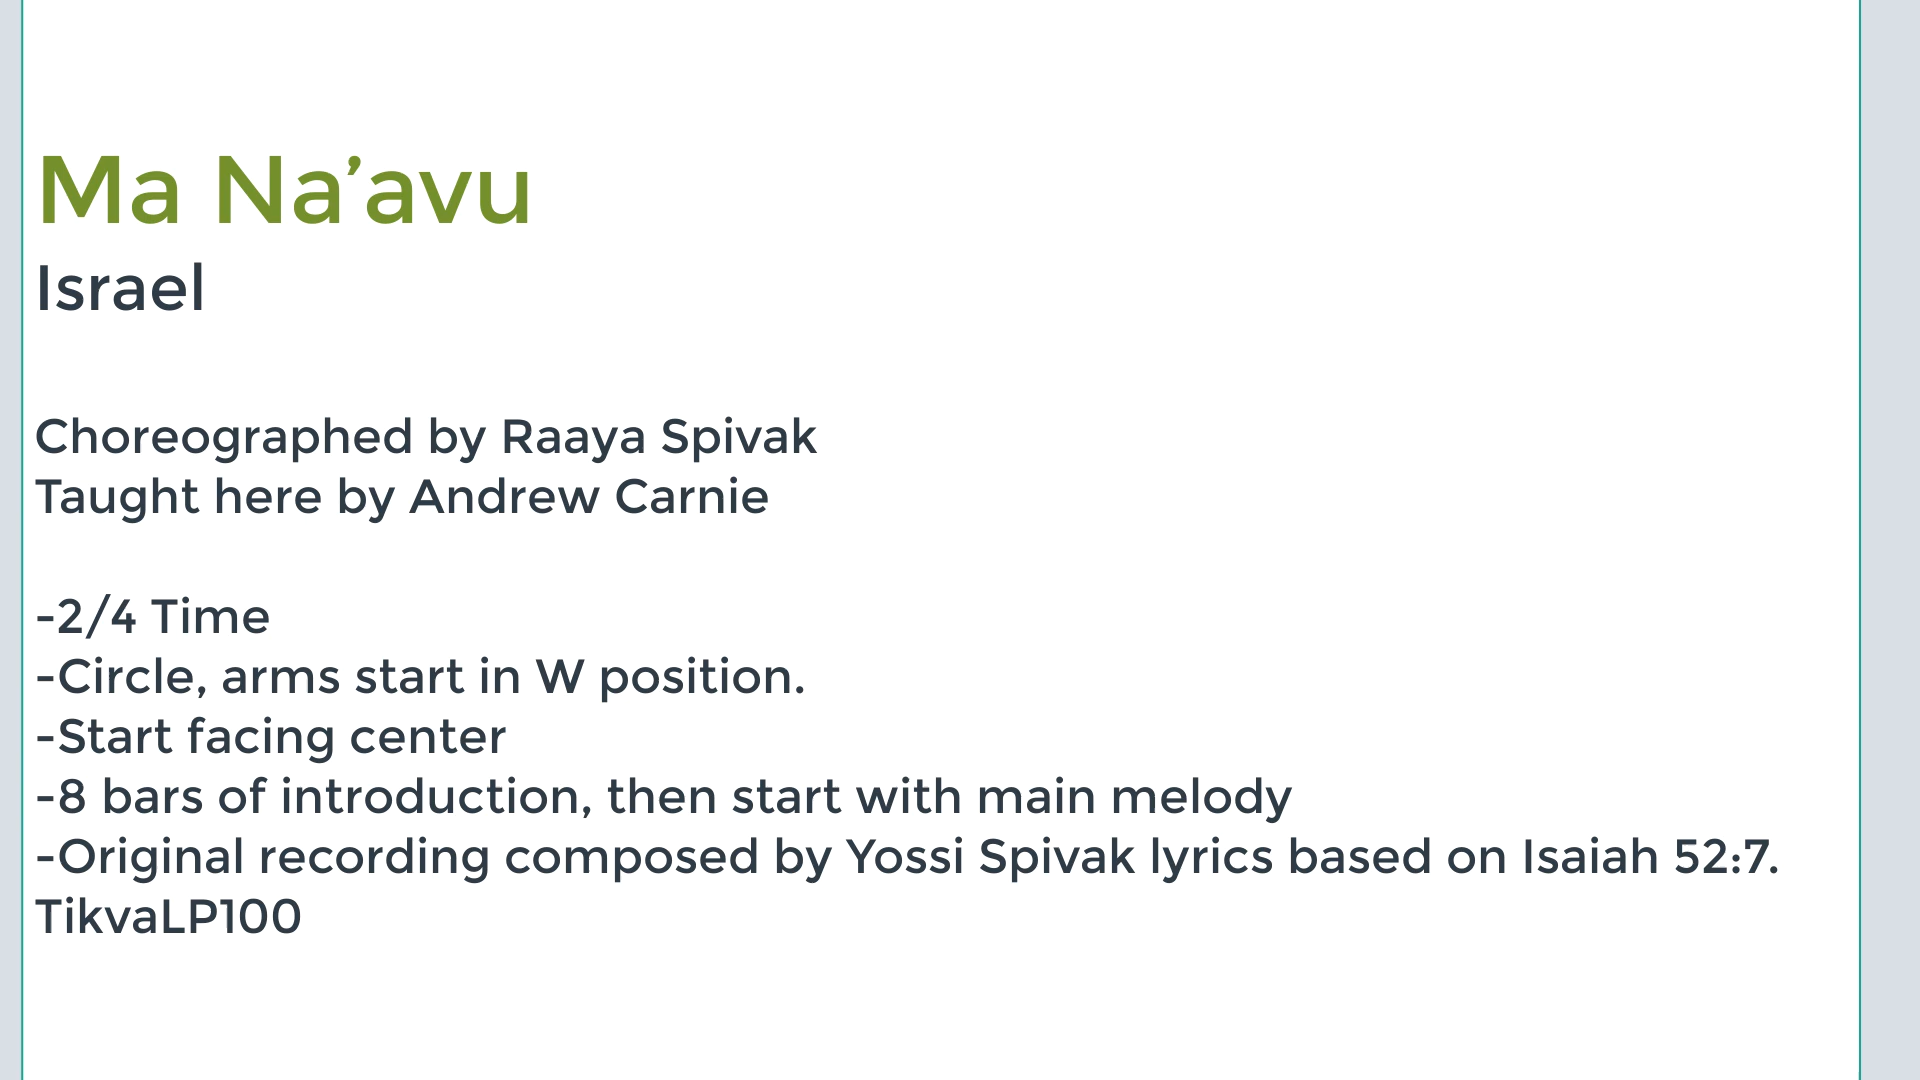 Ma Na’avu
Israel
Choreographed by Raaya Spivak
Taught here by Andrew Carnie
-2/4 Time
-Circle, arms start in W position.
-Start facing center
-8 bars of introduction, then start with main melody
-Original recording composed by Yossi Spivak lyrics based on Isaiah 52:7.
TikvaLP100